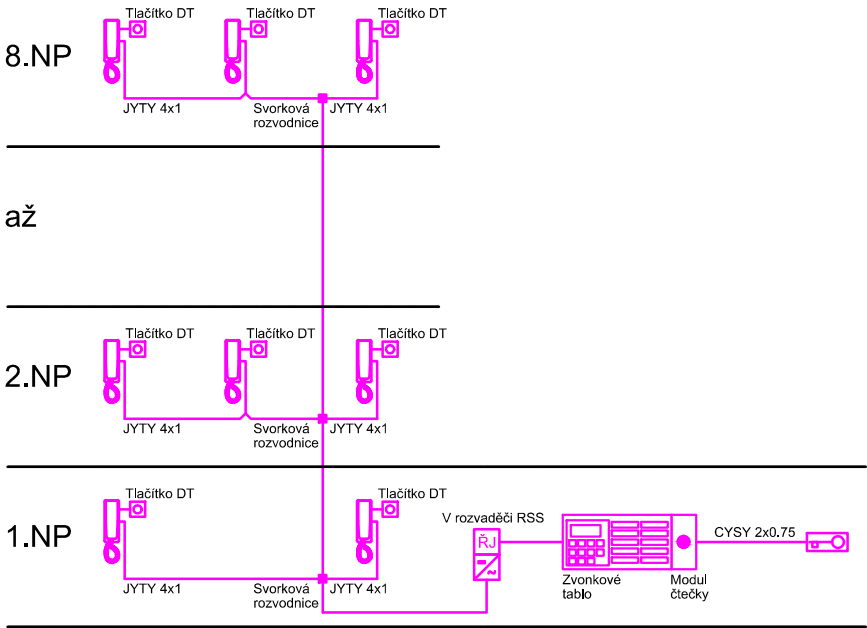 Tlačítko DT
Tlačítko DT
Tlačítko DT
8.NP
JYTY 4x1
Svorková
rozvodnice
JYTY 4x1
až
Tlačítko DT
Tlačítko DT
Tlačítko DT
2.NP
JYTY 4x1
Svorková
rozvodnice
JYTY 4x1
Tlačítko DT
Tlačítko DT
1.NP
V rozvaděči RSS
ŘJ
CYSY 2x0.75
JYTY 4x1
Svorková
rozvodnice
JYTY 4x1
Zvonkové
tablo
Modul
čtečky